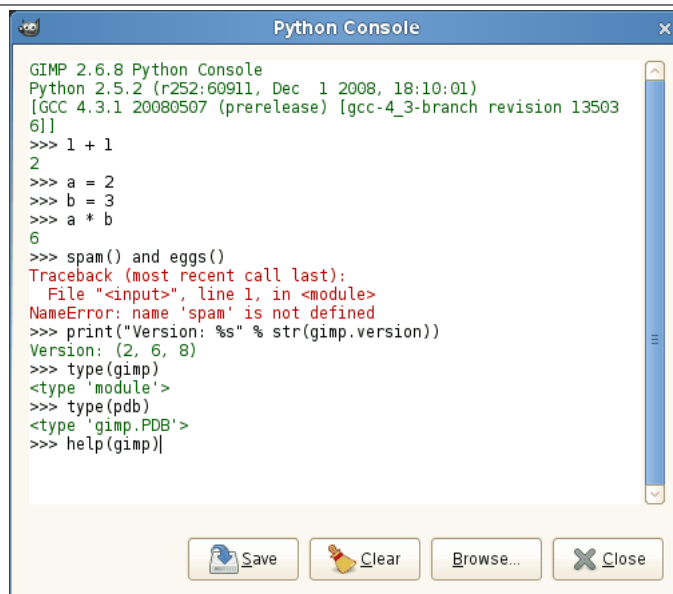 Python Console
GIMP 2.6.8 Python Console
Python 2.5.2 (r252:60911, Dec  1 2008, 18:10:01)
[GCC 4.3.1 20080507 (prerelease) [gcc-4_3-branch revision 13503
6]]
>>> 1 + 1
2
>>> a = 2
>>> b = 3
>>> a * b
6
>>> spam() and eggs()
Traceback (most recent call last):
  File "<input>", line 1, in <module>
NameError: name 'spam' is not defined
>>> print("Version: %s" % str(gimp.version))
Version: (2, 6, 8)
>>> type(gimp)
<type 'module'>
>>> type(pdb)
<type 'gimp.PDB'>
>>> help(gimp)
Save Clear Browse... Close